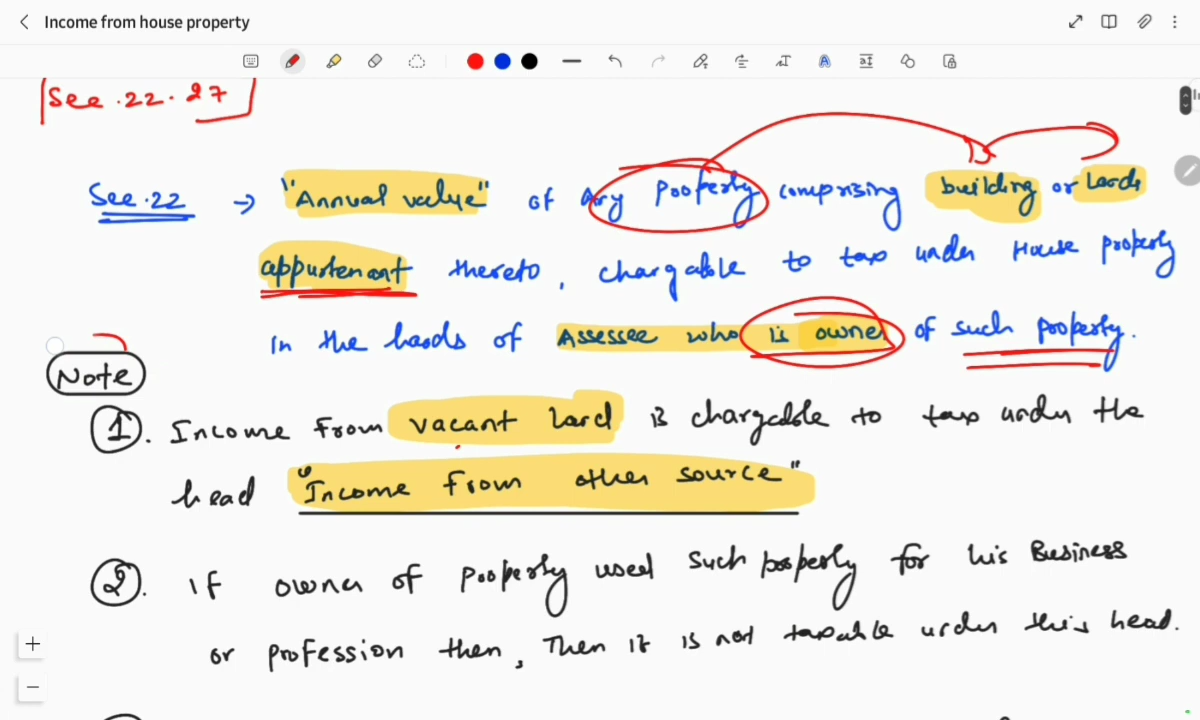 Income from house property
Sec.22-27
Sec.22 → "Annual value" of Any Property comprising building or lands
appurtenant thereto, chargable to tax under House property
in the hands of Assessee who is owner of such property.
Note
1. Income from vacant land is chargable to tax under the
head "Income from other source"
2. If owner of Property used such property for his Business
or profession then, Then it is not taxable under this head.